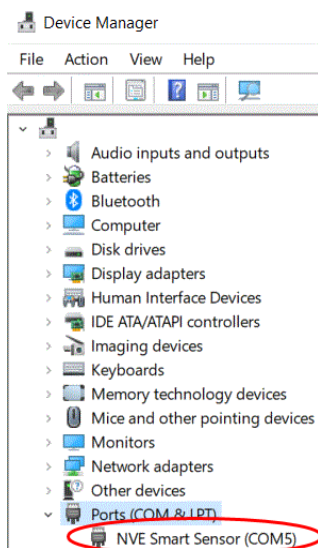 Device Manager
File Action View Help
Audio inputs and outputs
Batteries
Bluetooth
Computer
Disk drives
Display adapters
Human Interface Devices
IDE ATA/ATAPI controllers
Imaging devices
Keyboards
Memory technology devices
Mice and other pointing devices
Monitors
Network adapters
Other devices
Ports (COM & LPT)
NVE Smart Sensor (COM5)